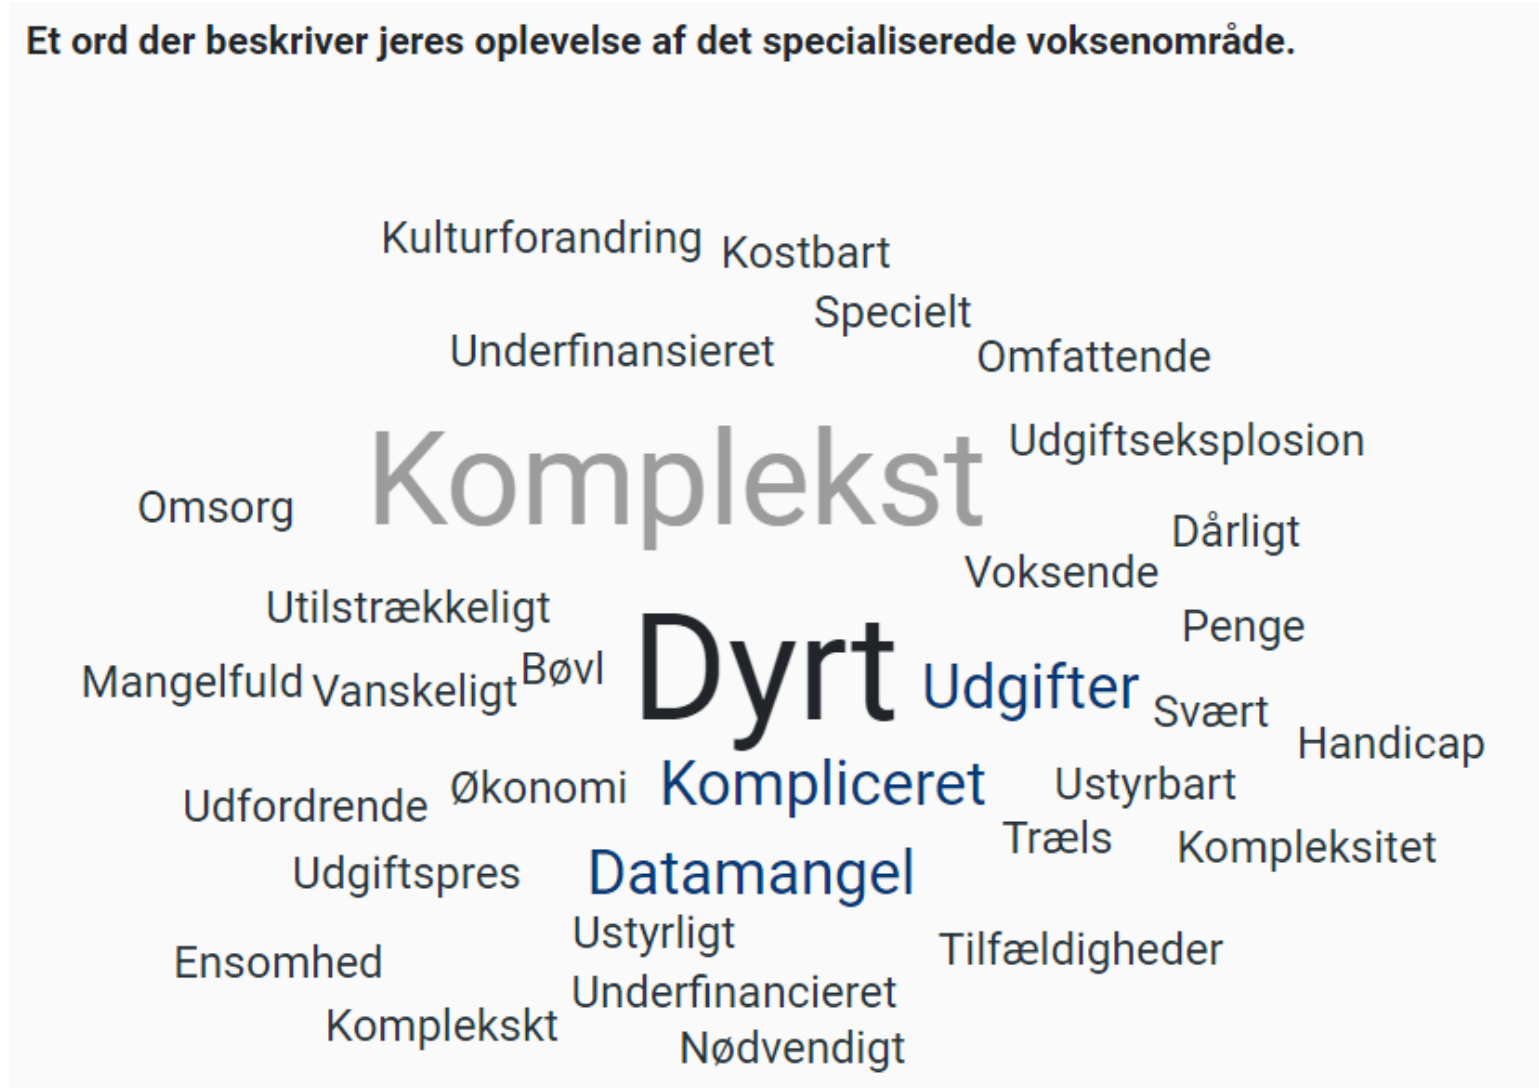 Et ord der beskriver jeres oplevelse af det specialiserede voksenområde.
Kulturforandring
Kostbart
Specielt
Underfinansieret
Omfattende
Udgiftseksplosion
Komplekst
Omsorg
Dårligt
Voksende
Utilstrækkeligt
Penge
Dyrt
Bøvl
Mangelfuld
Vanskeligt
Udgifter
Svært
Handicap
Økonomi
Kompliceret
Ustyrbart
Udfordrende
Træls
Kompleksitet
Udgiftspres
Datamangel
Ustyrligt
Tilfældigheder
Ensomhed
Underfinancieret
Komplekskt
Nødvendigt